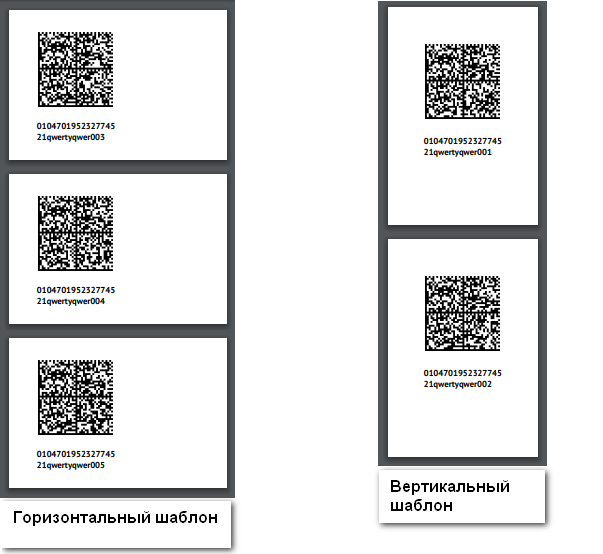 0104701952327745
21qwertyqwer003
0104701952327745
21qwertyqwer004
0104701952327745
21qwertyqwer005
Горизонтальный шаблон
0104701952327745
21qwertyqwer001
0104701952327745
21qwertyqwer002
Вертикальный
шаблон